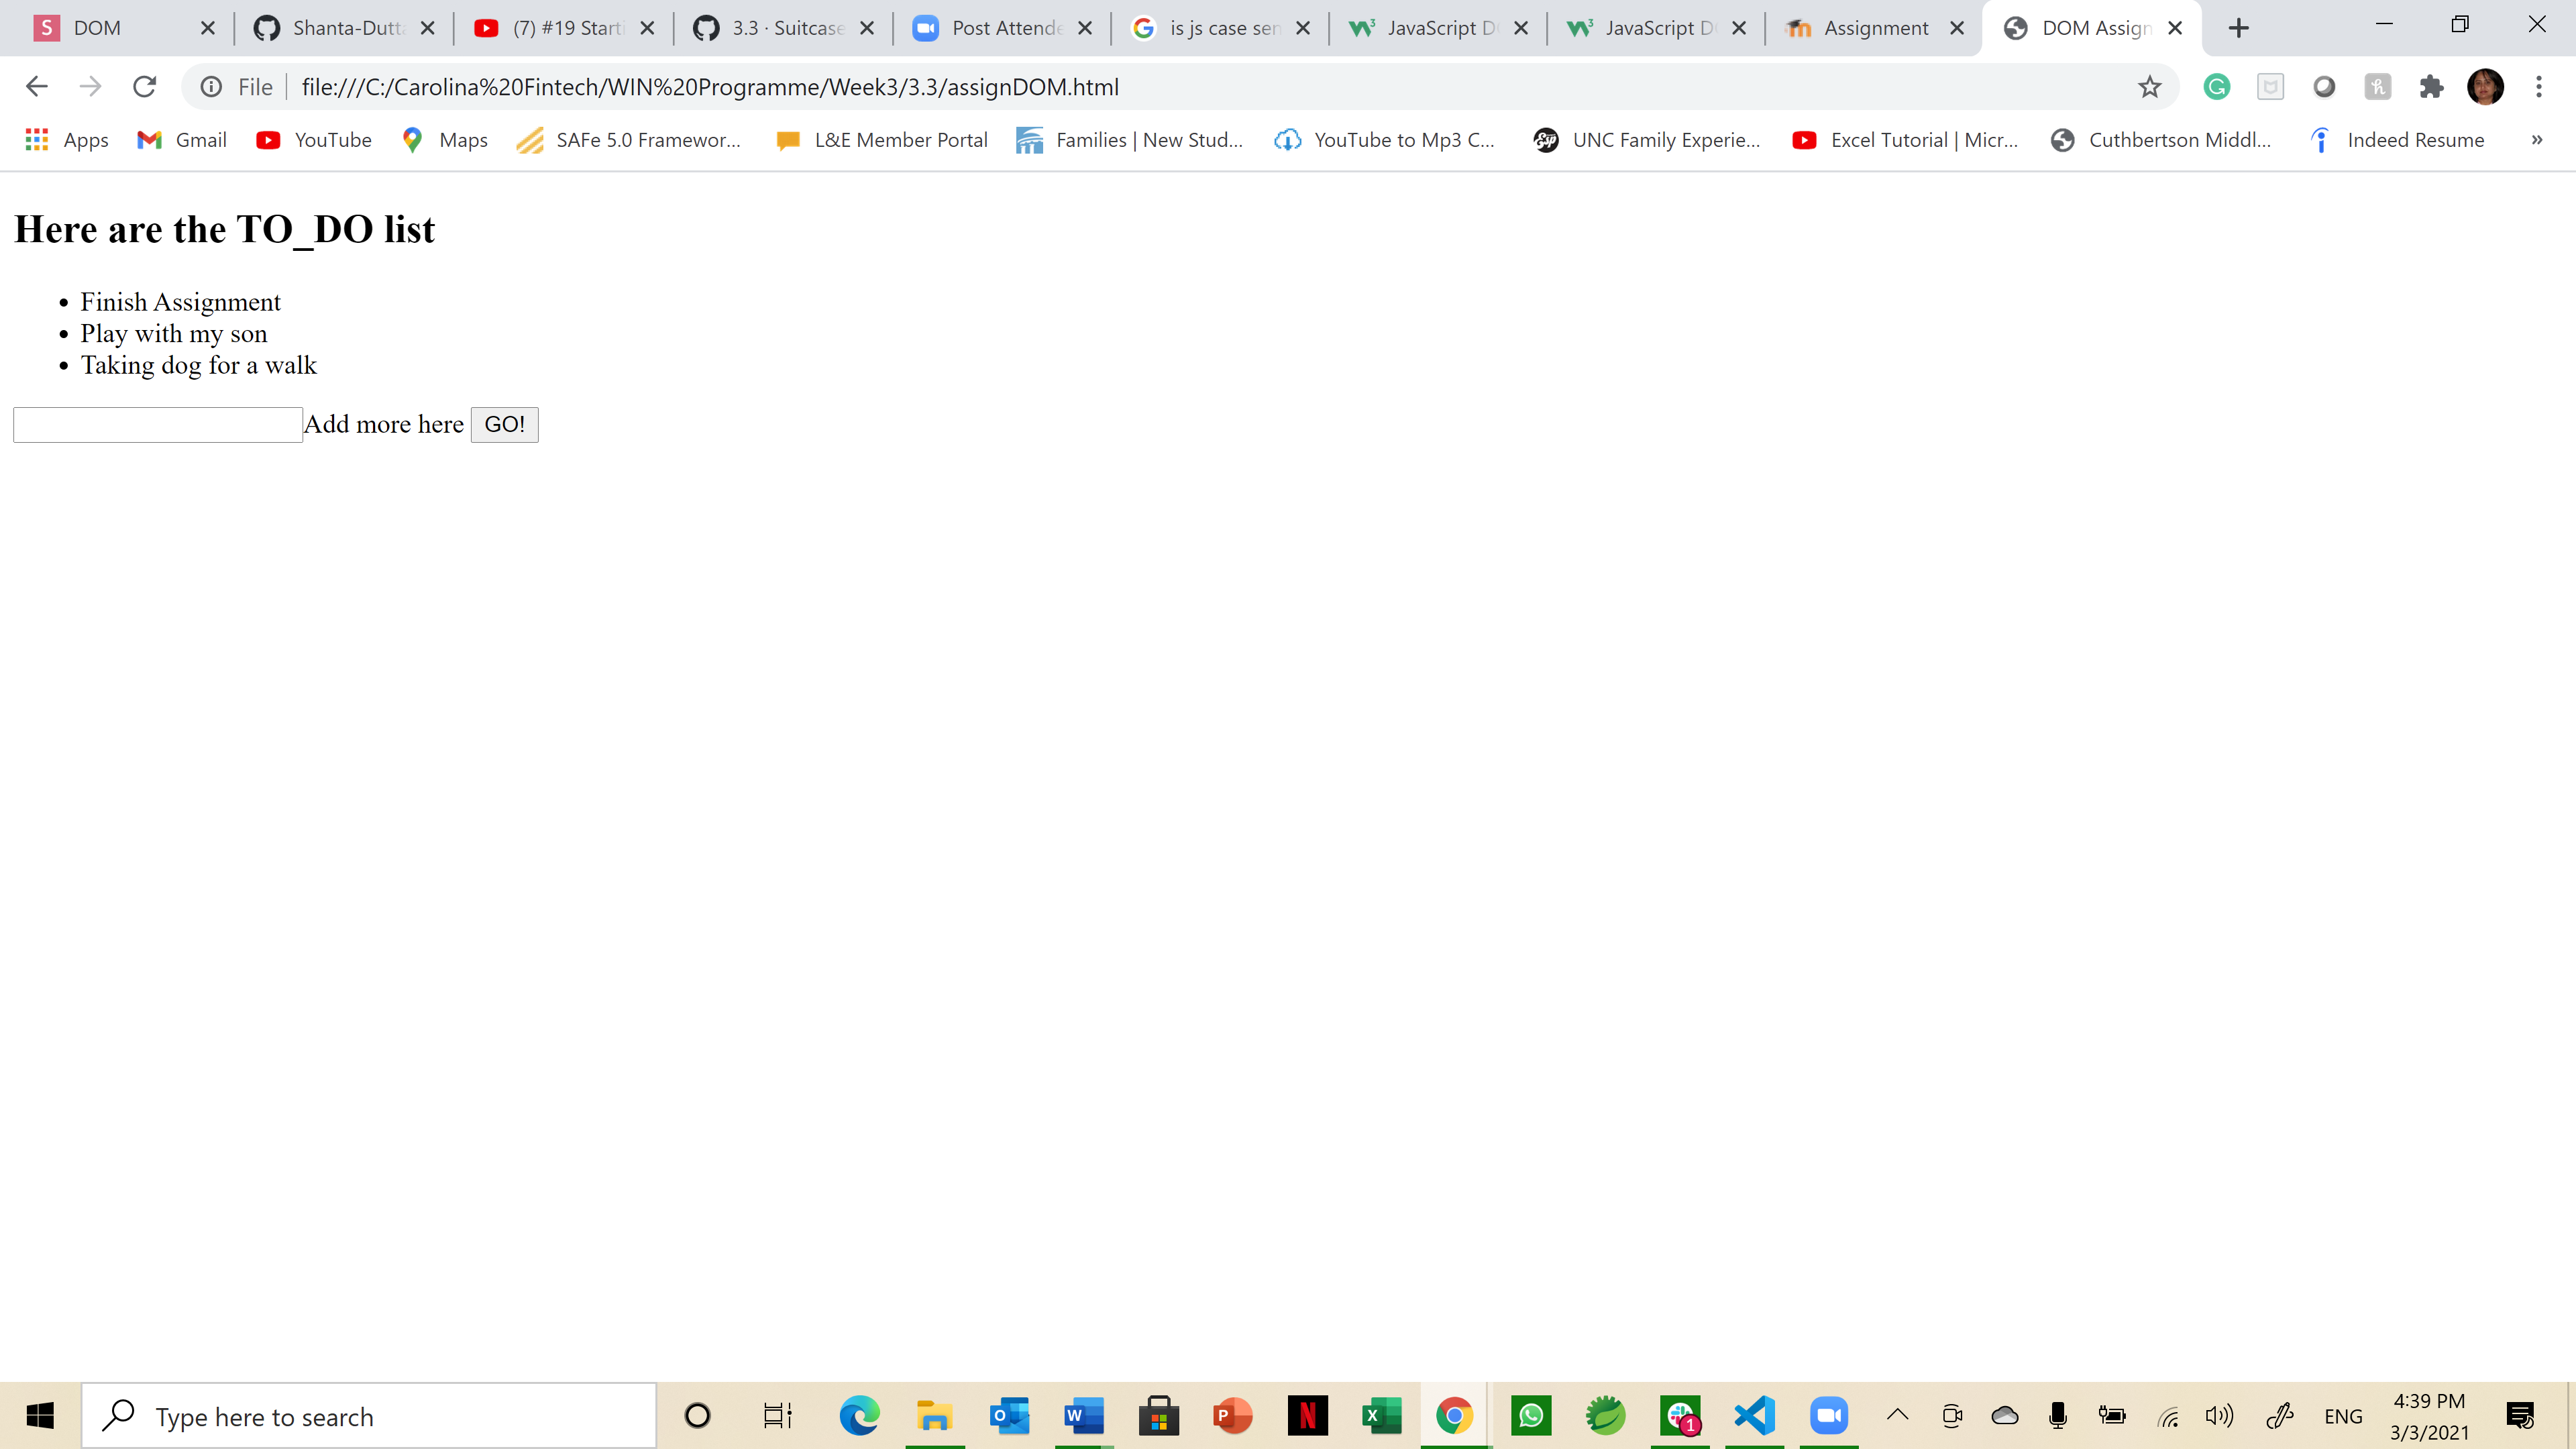 S DOM Shanta-Dutta (7) #19 Starti 3.3 · Suitcase Post Attende is js case sen JavaScript D JavaScript D Assignment DOM Assign
File file:///C:/Carolina%20Fintech/WIN%20Programme/Week3/3.3/assignDOM.html
Apps Gmail YouTube Maps SAFe 5.0 Framewor... L&E Member Portal Families | New Stud... YouTube to Mp3 C... UNC Family Experie... Excel Tutorial | Micr... Cuthbertson Middl... Indeed Resume »
Here are the TO_DO list
• Finish Assignment
• Play with my son
• Taking dog for a walk
Add more here GO!
Type here to search ENG 4:39 PM
3/3/2021